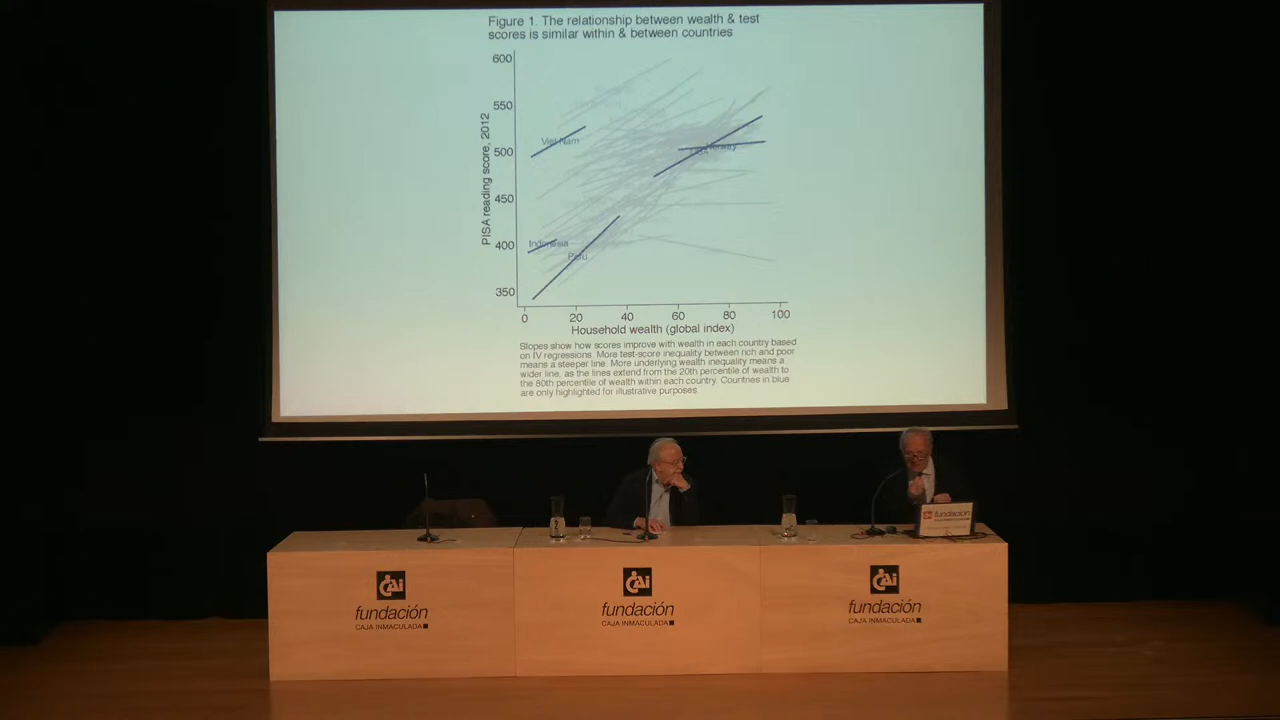 Figure 1. The relationship between wealth & test
scores is similar within & between countries
600
550
500
450
400
350
PISA reading score, 2012
Viet Nam
Norway
Indonesia
Peru
0 20 40 60 80 100
Household wealth (global index)
Slopes show how scores improve with wealth in each country based
on IV regressions. More test-score inequality between rich and poor
means a steeper line. More underlying wealth inequality means a
wider line, as the lines extend from the 20th percentile of wealth to
the 80th percentile of wealth within each country. Countries in blue
are only highlighted for illustrative purposes.
fundación
CAi
fundación
CAJA INMACULADA
CAi
fundación
CAJA INMACULADA
CAi
fundación
CAJA INMACULADA